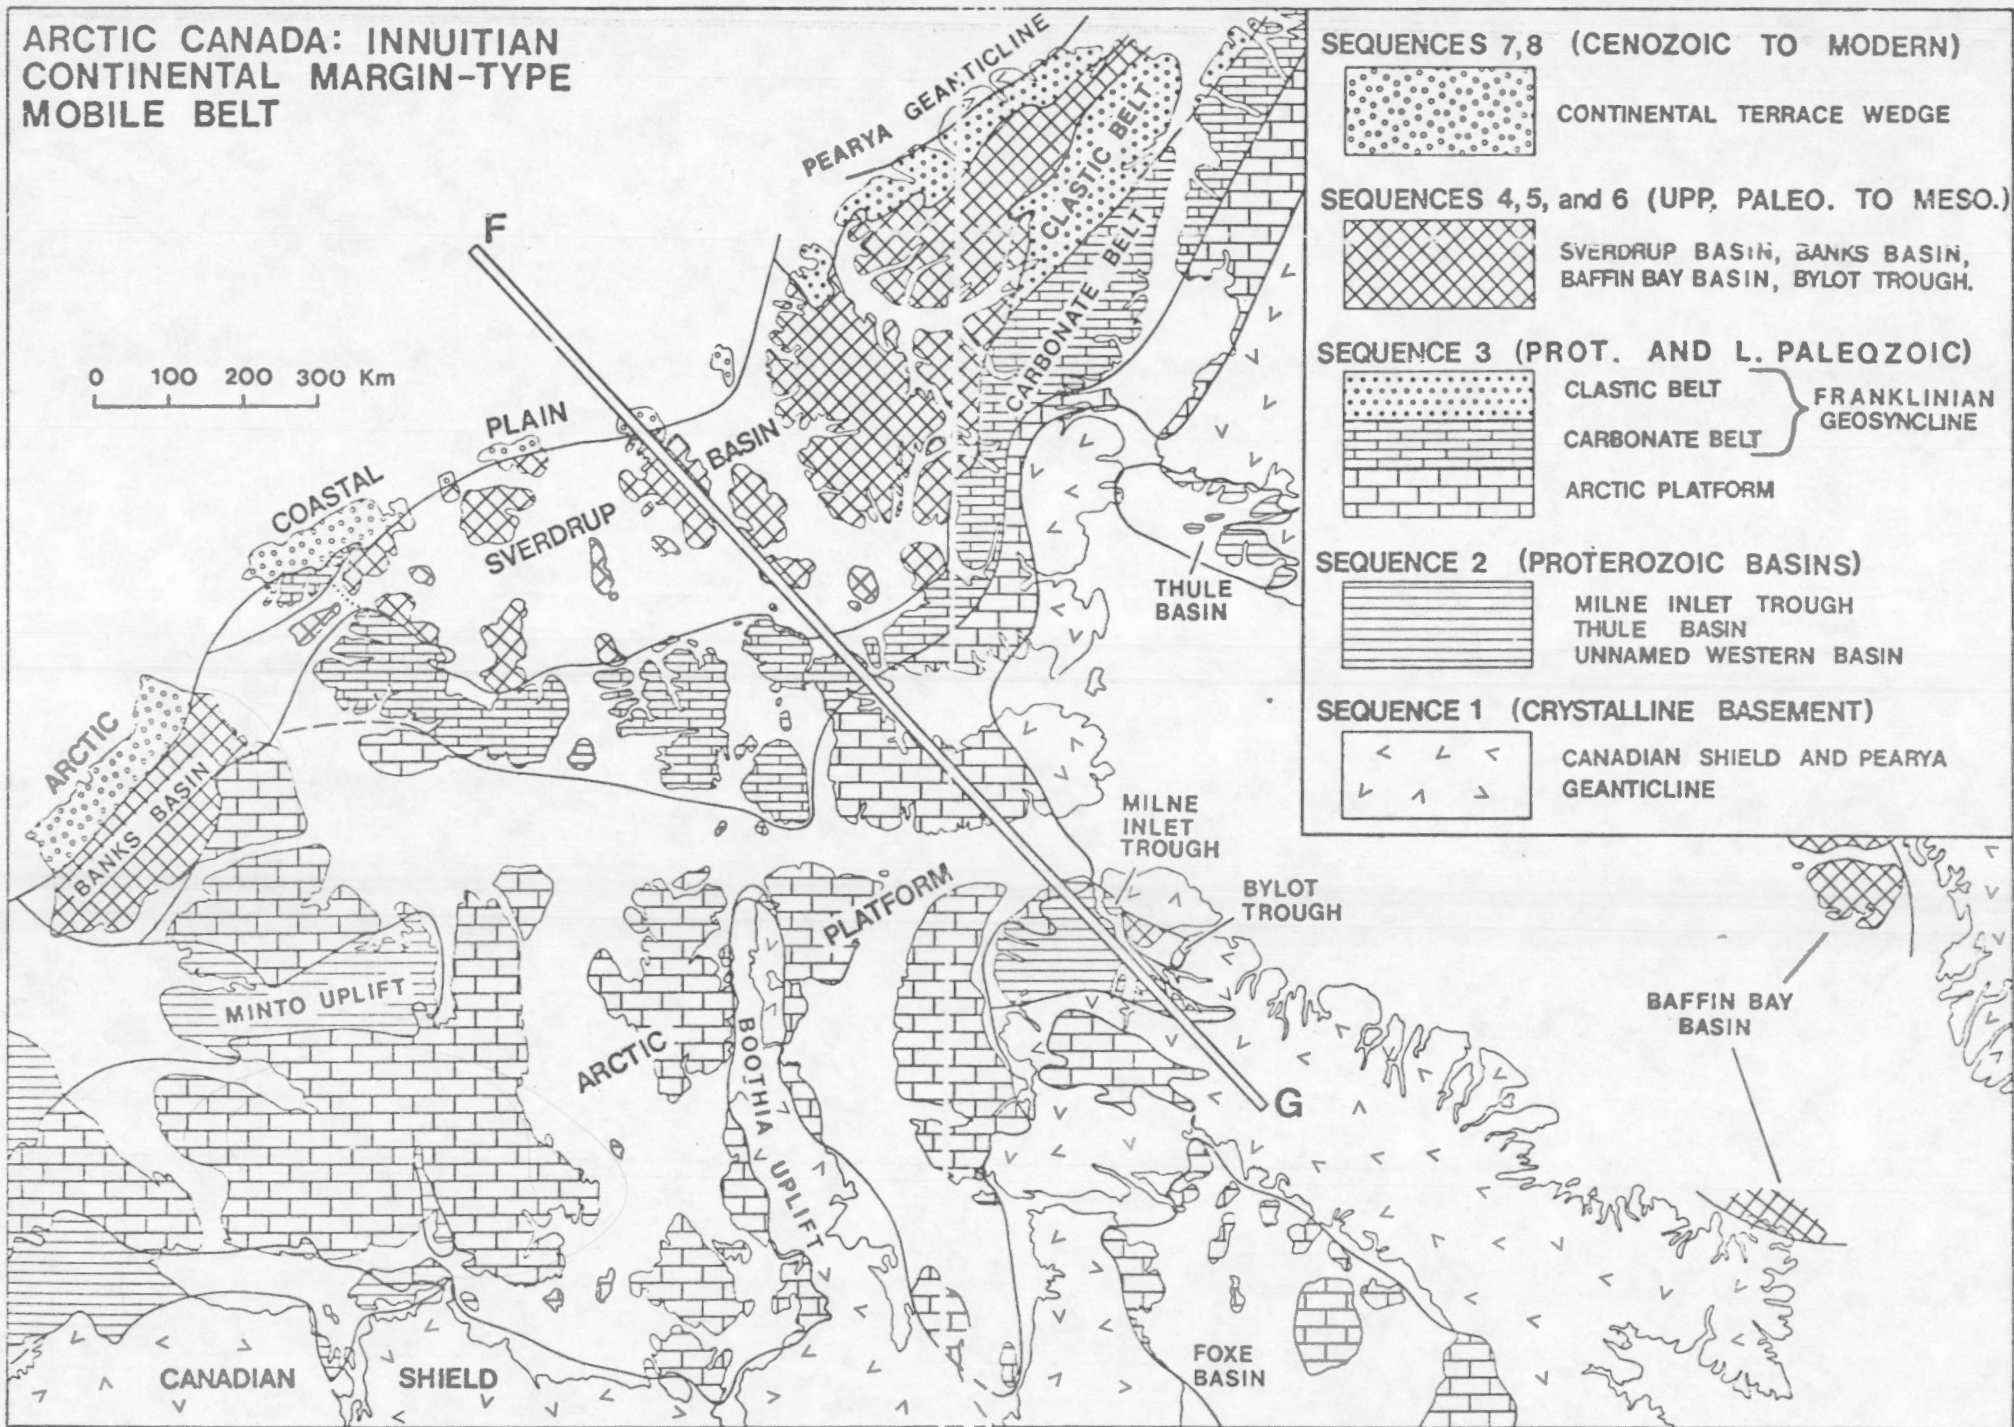 ARCTIC CANADA: INNUITIAN
CONTINENTAL MARGIN-TYPE
MOBILE BELT
SEQUENCES 7,8 (CENOZOIC TO MODERN)
CONTINENTAL TERRACE WEDGE
SEQUENCES 4,5, and 6 (UPP. PALEO. TO MESO.)
SVERDRUP BASIN, BANKS BASIN,
BAFFIN BAY BASIN, BYLOT TROUGH.
SEQUENCE 3 (PROT. AND L. PALEOZOIC)
CLASTIC BELT
CARBONATE BELT
FRANKLINIAN
GEOSYNCLINE
ARCTIC PLATFORM
SEQUENCE 2 (PROTEROZOIC BASINS)
MILNE INLET TROUGH
THULE BASIN
UNNAMED WESTERN BASIN
SEQUENCE 1 (CRYSTALLINE BASEMENT)
CANADIAN SHIELD AND PEARYA
GEANTICLINE
PEARYA GEANTICLINE
CLASTIC BELT
CARBONATE BELT
F
0 100 200 300 Km
ARCTIC COASTAL PLAIN
SVERDRUP BASIN
THULE
BASIN
BANKS BASIN
MILNE
INLET
TROUGH
BYLOT
TROUGH
ARCTIC PLATFORM
MINTO UPLIFT
BOOTHIA UPLIFT
G
BAFFIN BAY
BASIN
FOXE
BASIN
CANADIAN SHIELD